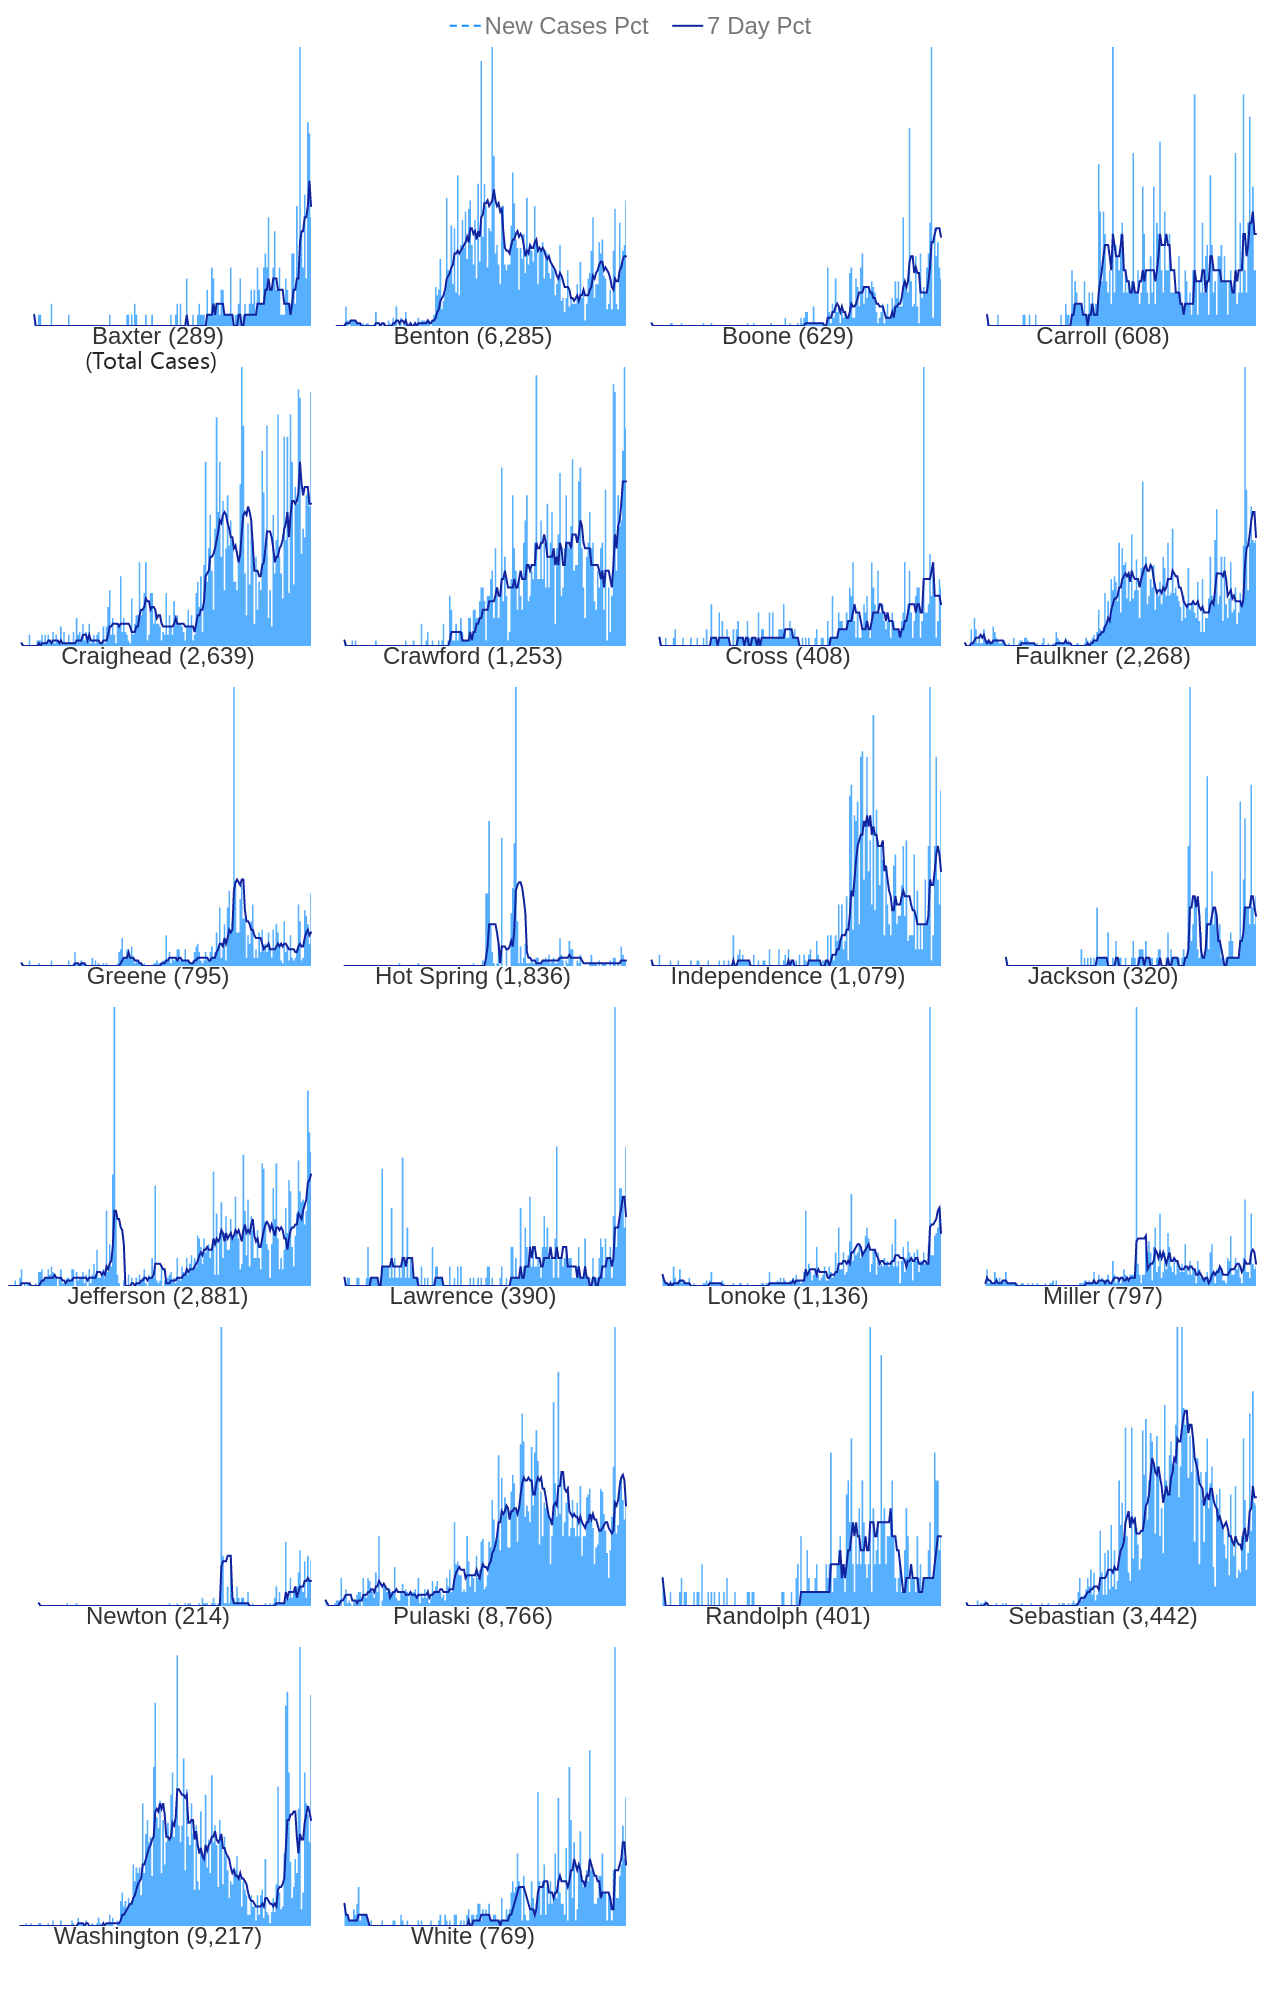 New Cases Pct 7 Day Pct
Baxter (289) Benton (6,285) Boone (629) Carroll (608)
(Total Cases)
Craighead (2,639) Crawford (1,253) Cross (408) Faulkner (2,268)
Greene (795) Hot Spring (1,836) Independence (1,079) Jackson (320)
Jefferson (2,881) Lawrence (390) Lonoke (1,136) Miller (797)
Newton (214) Pulaski (8,766) Randolph (401) Sebastian (3,442)
Washington (9,217) White (769)